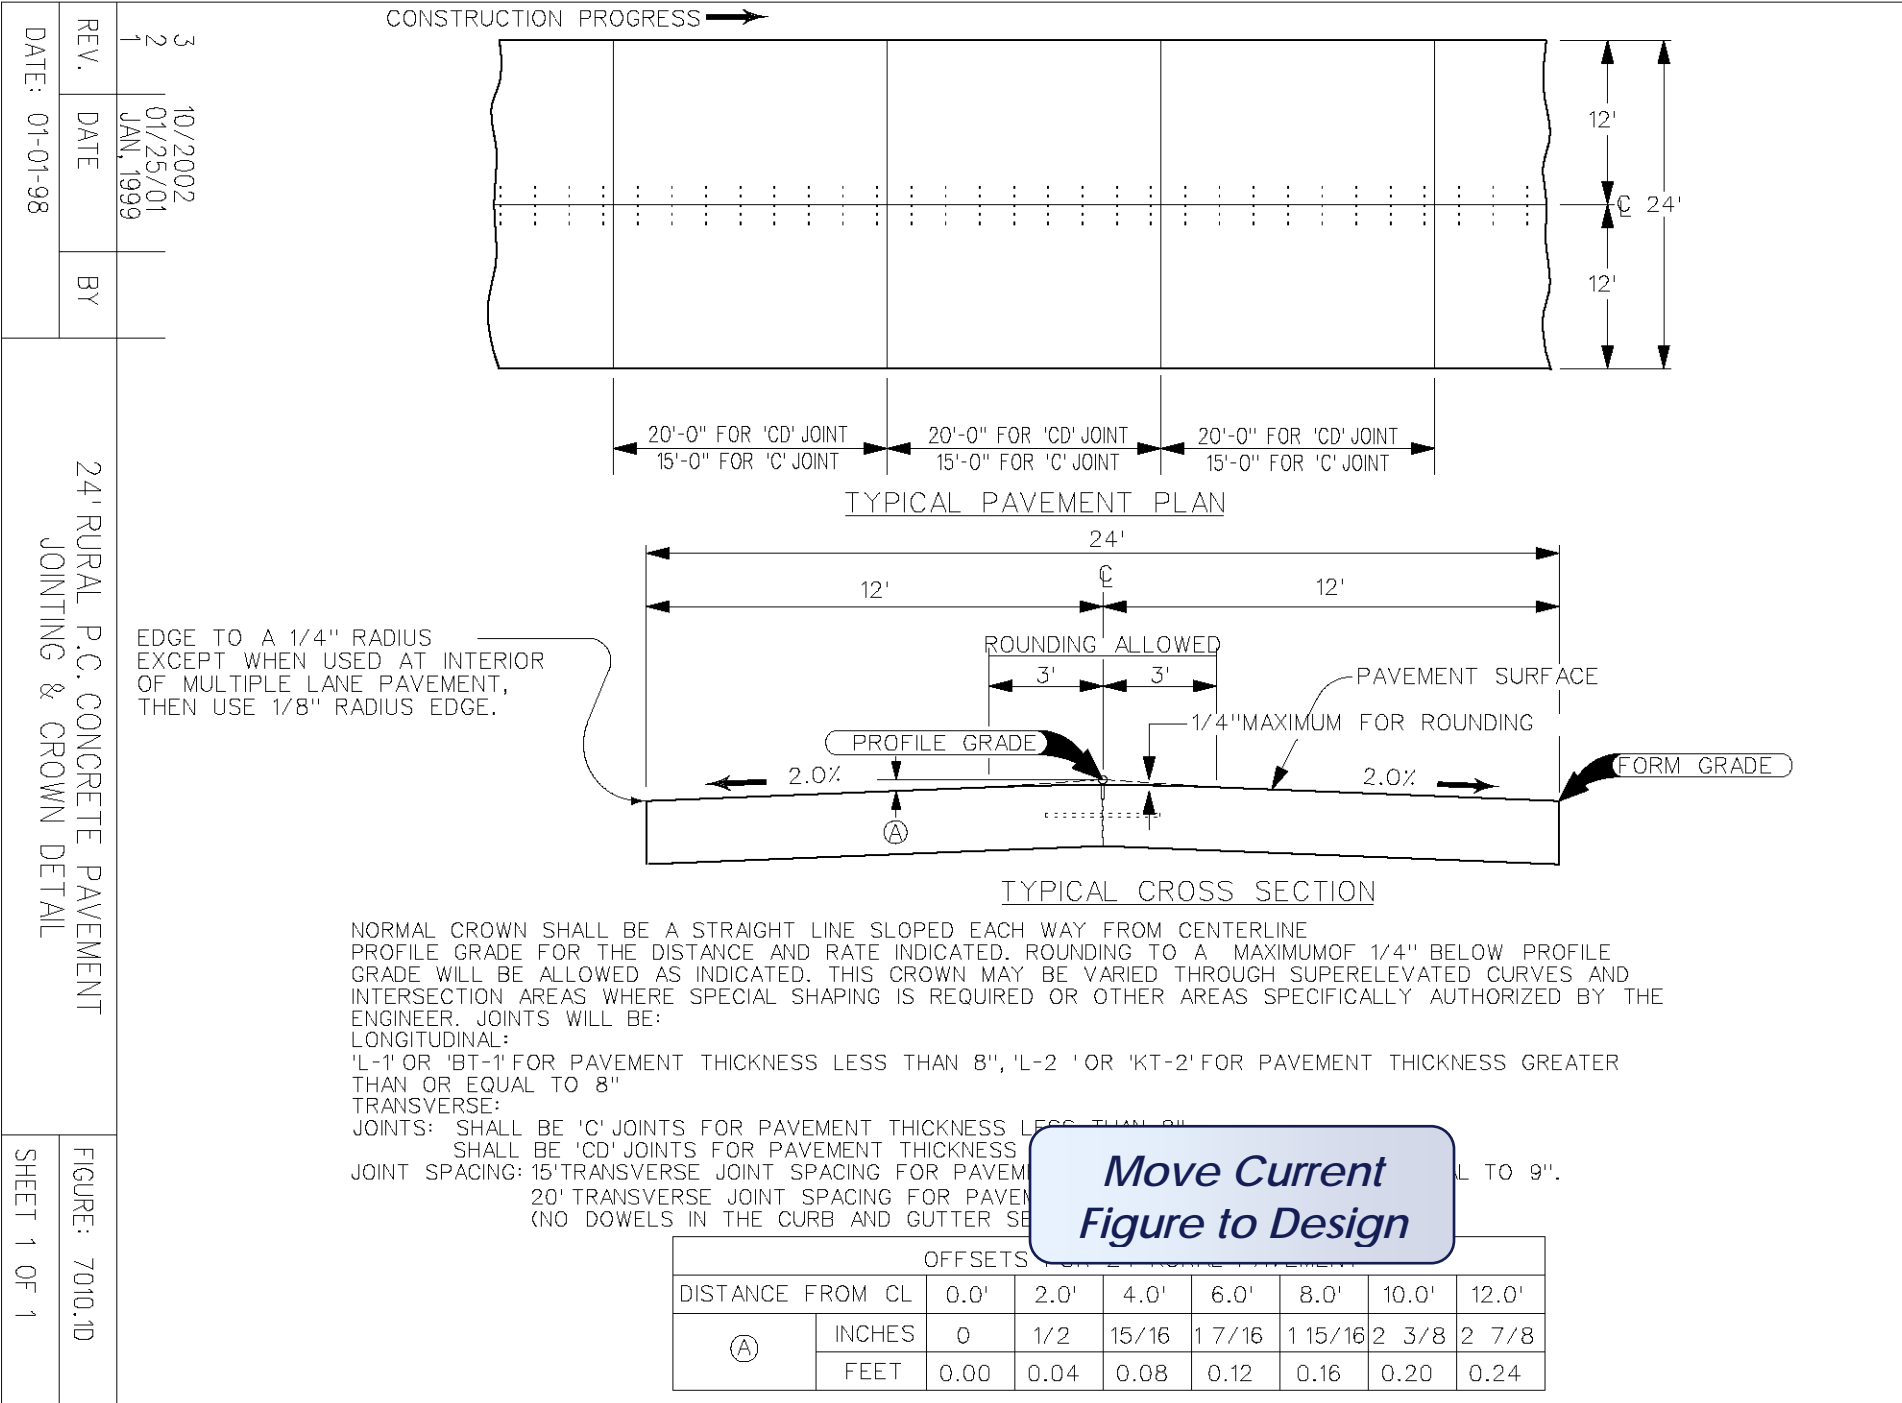 CONSTRUCTION PROGRESS
12'
℄ 24'
12'
20'-0" FOR 'CD' JOINT
15'-0" FOR 'C' JOINT
20'-0" FOR 'CD' JOINT
15'-0" FOR 'C' JOINT
20'-0" FOR 'CD' JOINT
15'-0" FOR 'C' JOINT
TYPICAL PAVEMENT PLAN
24'
℄
12'
12'
ROUNDING ALLOWED
3'
3'
EDGE TO A 1/4" RADIUS
EXCEPT WHEN USED AT INTERIOR
OF MULTIPLE LANE PAVEMENT,
THEN USE 1/8" RADIUS EDGE.
PAVEMENT SURFACE
1/4"MAXIMUM FOR ROUNDING
PROFILE GRADE
FORM GRADE
2.0%
2.0%
A
TYPICAL CROSS SECTION
NORMAL CROWN SHALL BE A STRAIGHT LINE SLOPED EACH WAY FROM CENTERLINE
PROFILE GRADE FOR THE DISTANCE AND RATE INDICATED. ROUNDING TO A MAXIMUMOF 1/4" BELOW PROFILE
GRADE WILL BE ALLOWED AS INDICATED. THIS CROWN MAY BE VARIED THROUGH SUPERELEVATED CURVES AND
INTERSECTION AREAS WHERE SPECIAL SHAPING IS REQUIRED OR OTHER AREAS SPECIFICALLY AUTHORIZED BY THE
ENGINEER. JOINTS WILL BE:
LONGITUDINAL:
'L-1' OR 'BT-1' FOR PAVEMENT THICKNESS LESS THAN 8", 'L-2 ' OR 'KT-2' FOR PAVEMENT THICKNESS GREATER
THAN OR EQUAL TO 8"
TRANSVERSE:
JOINTS: SHALL BE 'C' JOINTS FOR PAVEMENT THICKNESS LESS THAN
SHALL BE 'CD' JOINTS FOR PAVEMENT THICKNESS
JOINT SPACING: 15' TRANSVERSE JOINT SPACING FOR TO 9".
20' TRANSVERSE JOINT SPACING FOR
(NO DOWELS IN THE CURB AND GUTTER
Move Current
Figure to Design
OFFSETS
DISTANCE FROM CL 0.0' 2.0' 4.0' 6.0' 8.0' 10.0' 12.0'
A INCHES 0 1/2 15/16 1 7/16 1 15/16 2 3/8 2 7/8
FEET 0.00 0.04 0.08 0.12 0.16 0.20 0.24
3 10/2002
2 01/25/01
1 JAN, 1999
REV. DATE BY
DATE: 01-01-98
24' RURAL P.C. CONCRETE PAVEMENT
JOINTING & CROWN DETAIL
FIGURE: 7010.1D
SHEET 1 OF 1